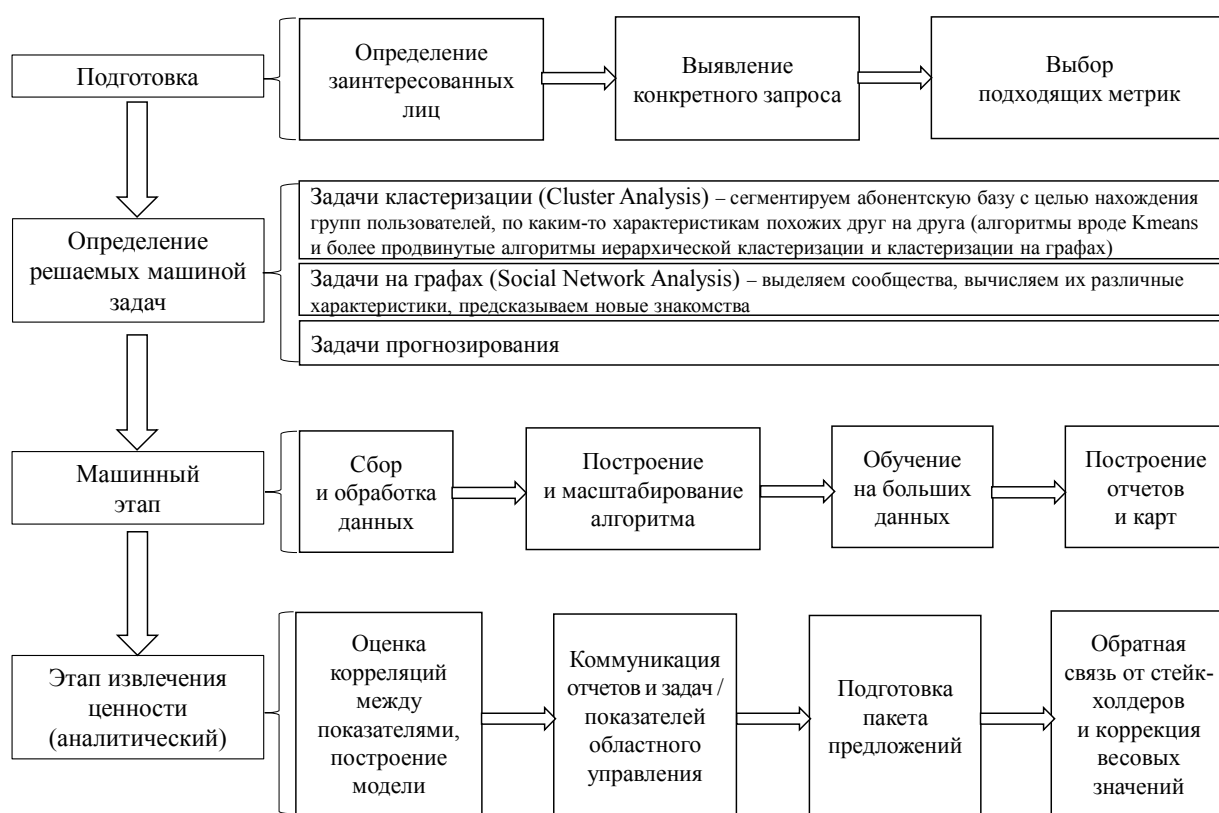 Подготовка
Определение
заинтересованных
лиц
Выявление
конкретного запроса
Выбор
подходящих метрик
Определение
решаемых машиной
задач
Задачи кластеризации (Cluster Analysis) – сегментируем абонентскую базу с целью нахождения
групп пользователей, по каким-то характеристикам похожих друг на друга (алгоритмы вроде Kmeans
и более продвинутые алгоритмы иерархической кластеризации и кластеризации на графах)
Задачи на графах (Social Network Analysis) – выделяем сообщества, вычисляем их различные
характеристики, предсказываем новые знакомства
Задачи прогнозирования
Машинный
этап
Сбор
и обработка
данных
Построение
и масштабирование
алгоритма
Обучение
на больших
данных
Построение
отчетов
и карт
Этап извлечения
ценности
(аналитический)
Оценка
корреляций
между
показателями,
построение
модели
Коммуникация
отчетов и задач /
показателей
областного
управления
Подготовка
пакета
предложений
Обратная
связь от стейк-
холдеров
и коррекция
весовых
значений